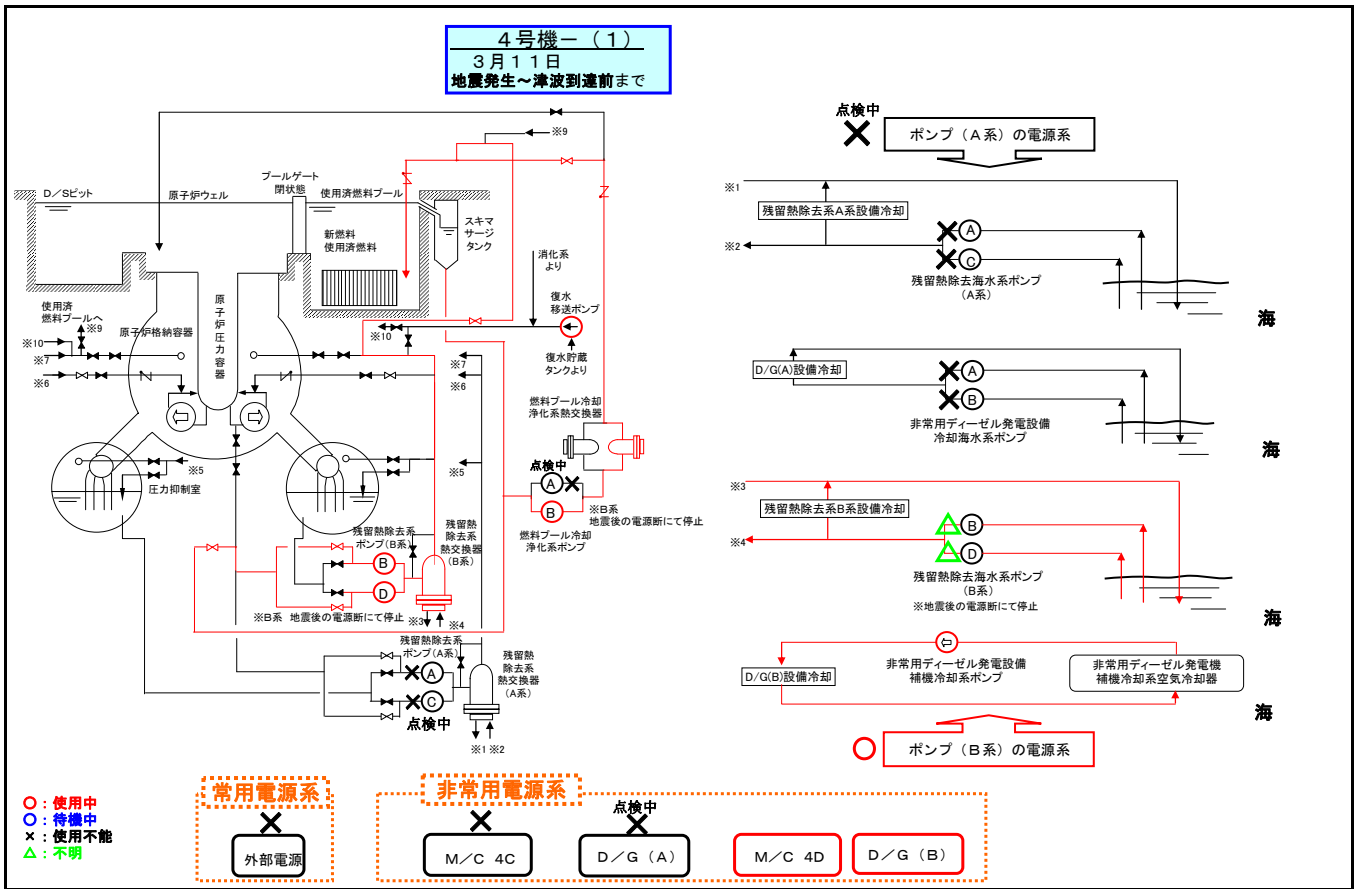 4号機－（1）
3月11日
地震発生～津波到達前まで
※9
D／Sピット
原子炉ウェル
プールゲート
閉状態
使用済燃料プール
スキマ
サージ
タンク
新燃料
使用済燃料
消化系
より
使用済
燃料プールへ
※9
原子炉格納容器
原子炉圧力容器
復水
移送ポンプ
※10
※10
※7
※6
※7
※6
復水貯蔵
タンクより
燃料プール冷却
浄化系熱交換器
※5
圧力抑制室
※5
点検中
A
B
※B系
地震後の電源断にて停止
燃料プール冷却
浄化系ポンプ
残留熱除去系
ポンプ(B系)
残留熱
除去系
熱交換器
(B系)
B
D
※B系 地震後の電源断にて停止
※3
※4
残留熱除去系
ポンプ(A系)
残留熱
除去系
熱交換器
(A系)
A
C
点検中
※1 ※2
点検中
ポンプ（A系）の電源系
※1
残留熱除去系A系設備冷却
※2
A
C
残留熱除去海水系ポンプ
(A系)
海
D/G(A)設備冷却
A
B
非常用ディーゼル発電設備
冷却海水系ポンプ
海
※3
残留熱除去系B系設備冷却
※4
B
D
残留熱除去海水系ポンプ
(B系)
※地震後の電源断にて停止
海
D/G(B)設備冷却
非常用ディーゼル発電設備
補機冷却系ポンプ
非常用ディーゼル発電機
補機冷却系空気冷却器
海
ポンプ（B系）の電源系
○：使用中
○：待機中
×：使用不能
△：不明
常用電源系
外部電源
非常用電源系
M／C 4C
点検中
D／G（A）
M／C 4D
D／G（B）